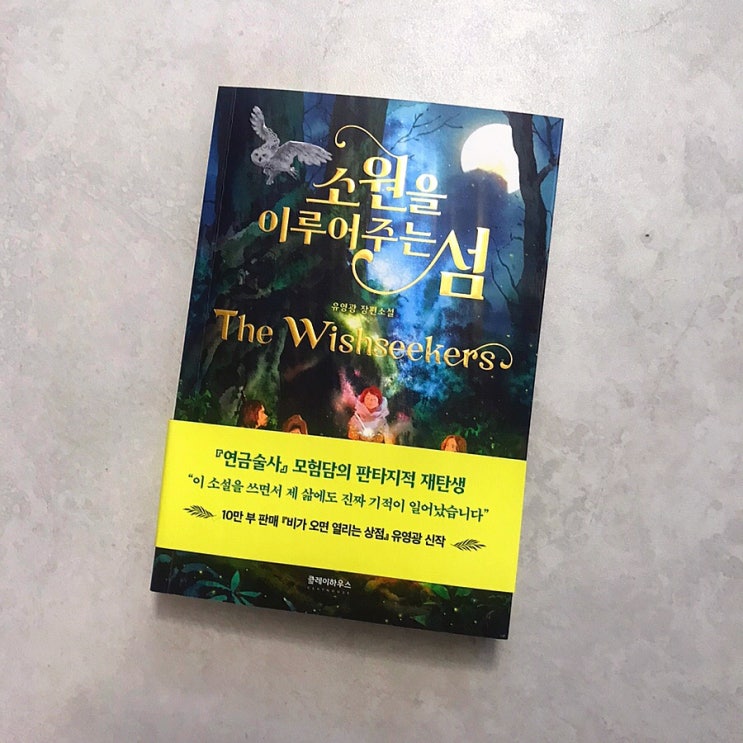 소원을
이루어주는 섬
유영광 장편소설
The Wishseekers
『연금술사』 모험담의 판타지적 재탄생
“이 소설을 쓰면서 제 삶에도 진짜 기적이 일어났습니다”
10만 부 판매 『비가 오면 열리는 상점』 유영광 신작
클레이하우스
CLAYHOUSE